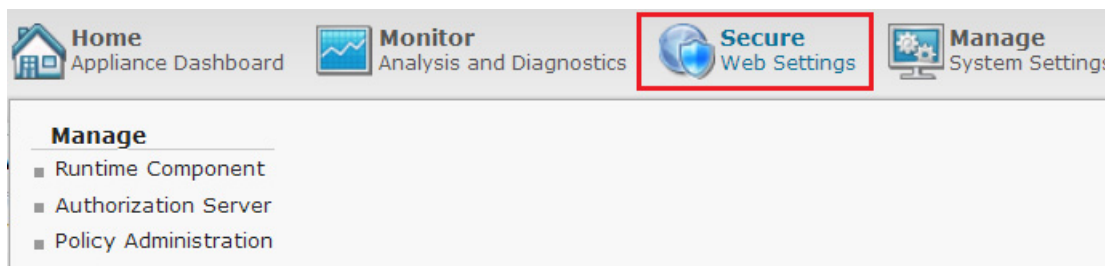 Home
Appliance Dashboard
Monitor
Analysis and Diagnostics
Secure
Web Settings
Manage
System Settings
Manage
Runtime Component
Authorization Server
Policy Administration